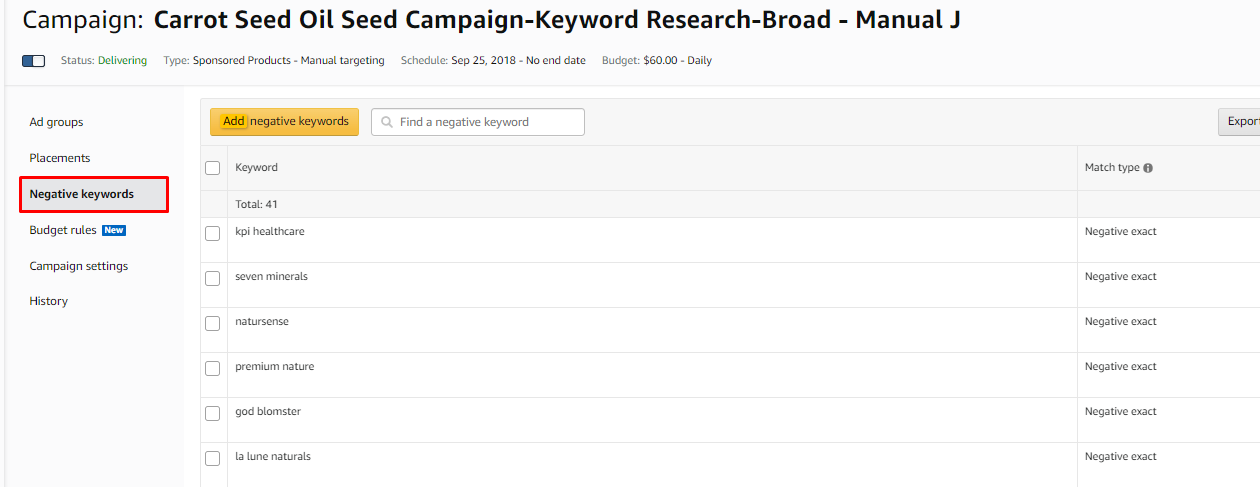 Campaign: Carrot Seed Oil Seed Campaign-Keyword Research-Broad - Manual J
Status: Delivering Type: Sponsored Products - Manual targeting Schedule: Sep 25, 2018 - No end date Budget: $60.00 - Daily
Ad groups
Placements
Negative keywords
Budget rules New
Campaign settings
History
Add negative keywords Find a negative keyword Export
Keyword Match type
Total: 41
kpi healthcare Negative exact
seven minerals Negative exact
natursense Negative exact
premium nature Negative exact
god blomster Negative exact
la lune naturals Negative exact